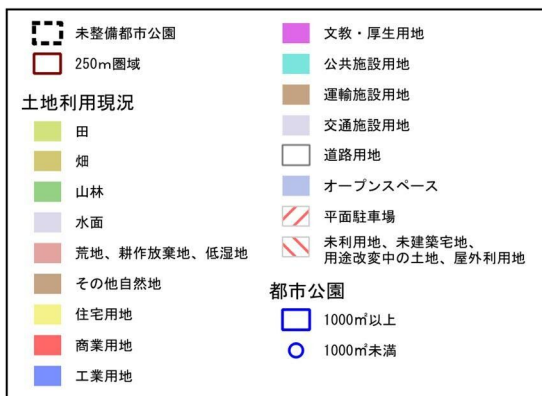 未整備都市公園
250m圏域
土地利用現況
田
畑
山林
水面
荒地、耕作放棄地、低湿地
その他自然地
住宅用地
商業用地
工業用地
文教・厚生用地
公共施設用地
運輸施設用地
交通施設用地
道路用地
オープンスペース
平面駐車場
未利用地、未建築宅地、
用途改変中の土地、屋外利用地
都市公園
1000㎡以上
1000㎡未満